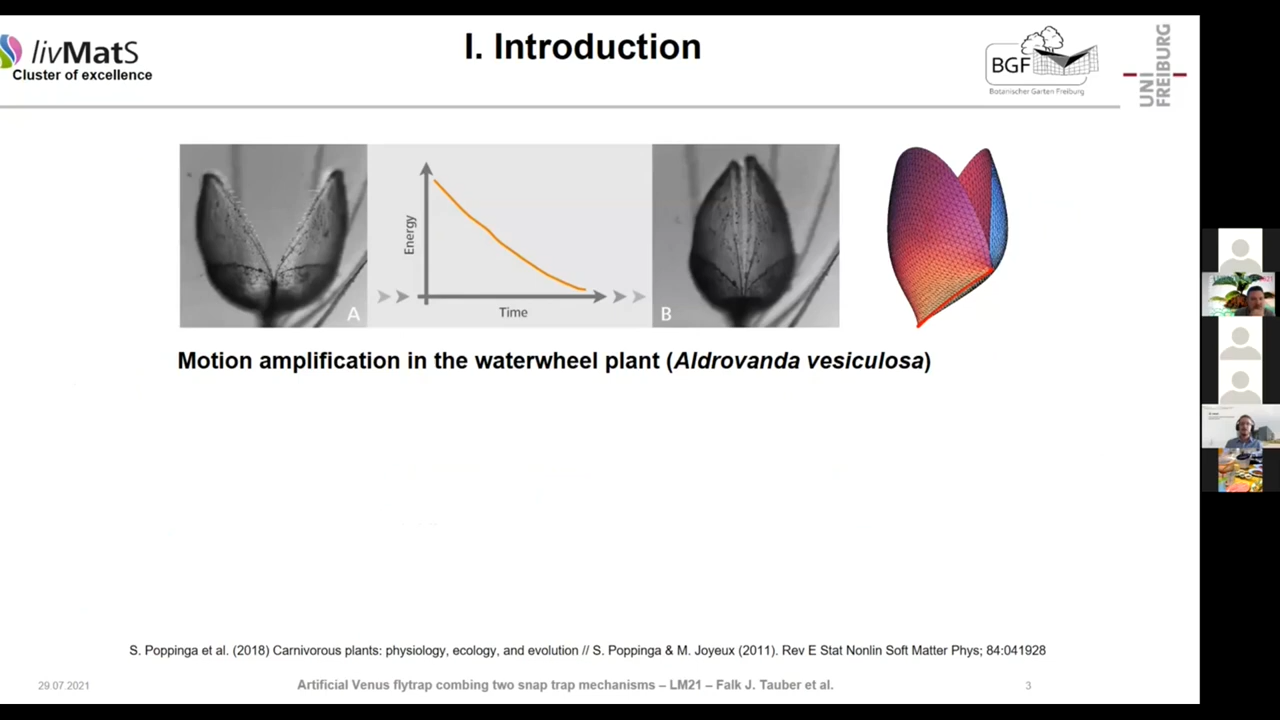 livMatS
Cluster of excellence
I. Introduction
BGF
Botanischer Garten Freiburg
UNI
FREIBURG
A
Energy
Time
B
Motion amplification in the waterwheel plant (Aldrovanda vesiculosa)
S. Poppinga et al. (2018) Carnivorous plants: physiology, ecology, and evolution // S. Poppinga & M. Joyeux (2011). Rev E Stat Nonlin Soft Matter Phys; 84:041928
29.07.2021
Artificial Venus flytrap combing two snap trap mechanisms – LM21 – Falk J. Tauber et al.
3